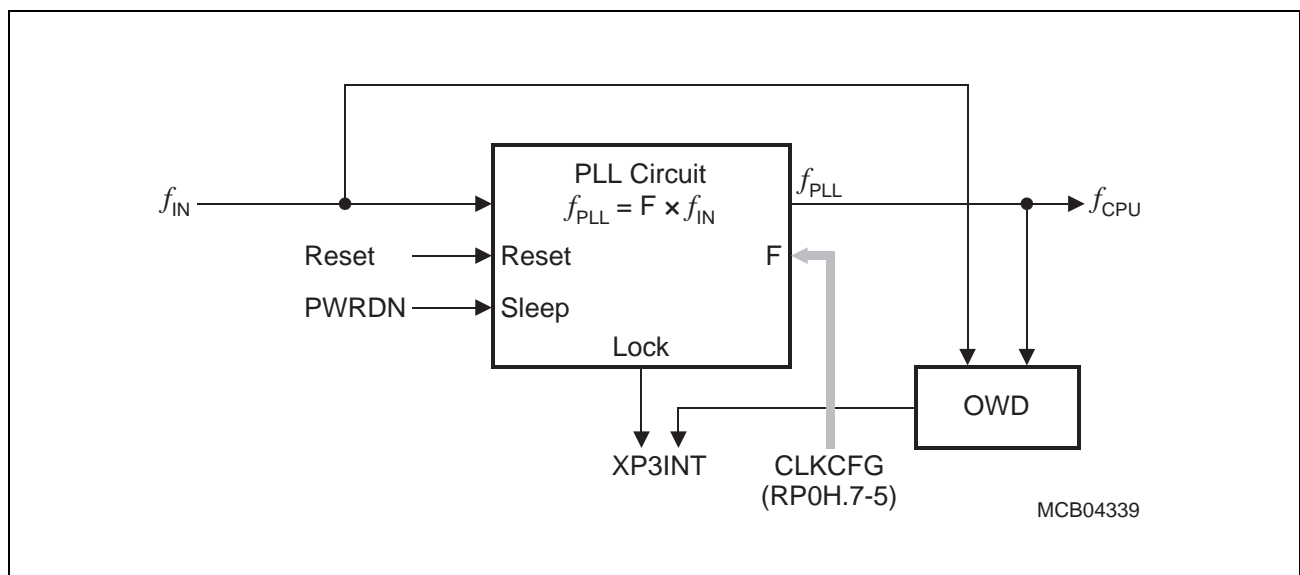 PLL Circuit
f_PLL = F × f_IN
f_IN
f_PLL
f_CPU
Reset
Reset
F
PWRDN
Sleep
Lock
OWD
XP3INT
CLKCFG
(RP0H.7-5)
MCB04339